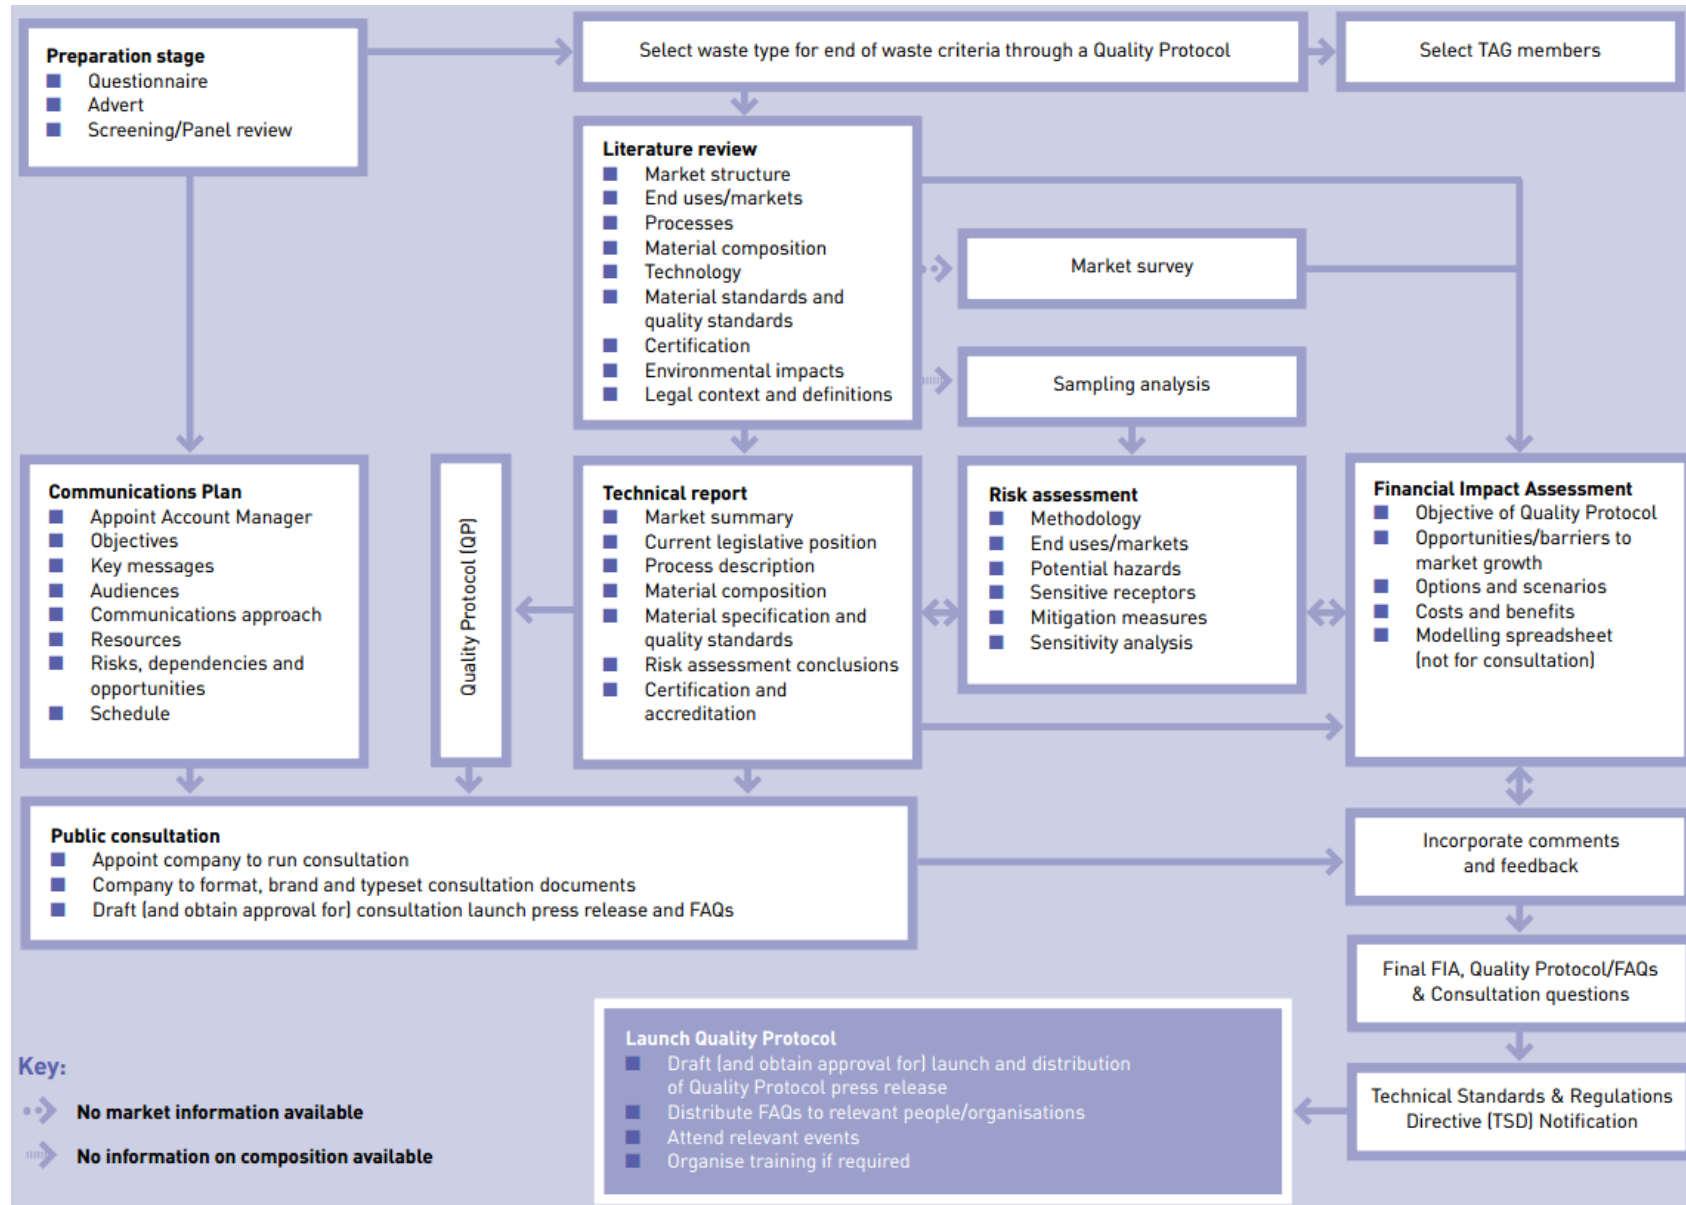 Preparation stage
Questionnaire
Advert
Screening/Panel review
Select waste type for end of waste criteria through a Quality Protocol
Select TAG members
Literature review
Market structure
End uses/markets
Processes
Material composition
Technology
Material standards and
quality standards
Certification
Environmental impacts
Legal context and definitions
Market survey
Sampling analysis
Communications Plan
Appoint Account Manager
Objectives
Key messages
Audiences
Communications approach
Resources
Risks, dependencies and
opportunities
Schedule
Quality Protocol (QP)
Technical report
Market summary
Current legislative position
Process description
Material composition
Material specification and
quality standards
Risk assessment conclusions
Certification and
accreditation
Risk assessment
Methodology
End uses/markets
Potential hazards
Sensitive receptors
Mitigation measures
Sensitivity analysis
Financial Impact Assessment
Objective of Quality Protocol
Opportunities/barriers to
market growth
Options and scenarios
Costs and benefits
Modelling spreadsheet
(not for consultation)
Public consultation
Appoint company to run consultation
Company to format, brand and typeset consultation documents
Draft (and obtain approval for) consultation launch press release and FAQs
Incorporate comments
and feedback
Final FIA, Quality Protocol/FAQs
& Consultation questions
Technical Standards & Regulations
Directive (TSD) Notification
Launch Quality Protocol
Draft (and obtain approval for) launch and distribution
of Quality Protocol press release
Distribute FAQs to relevant people/organisations
Attend relevant events
Organise training if required
Key:
No market information available
No information on composition available